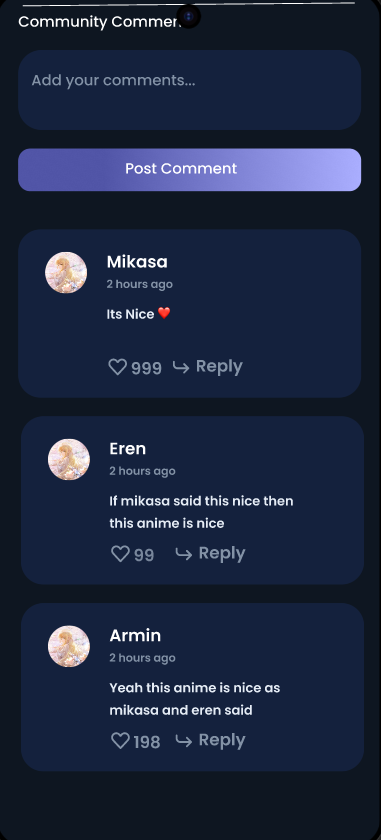 Community Commen
Add your comments...
Post Comment
Mikasa
2 hours ago
Its Nice ❤️
999 Reply
Eren
2 hours ago
If mikasa said this nice then
this anime is nice
99 Reply
Armin
2 hours ago
Yeah this anime is nice as
mikasa and eren said
198 Reply